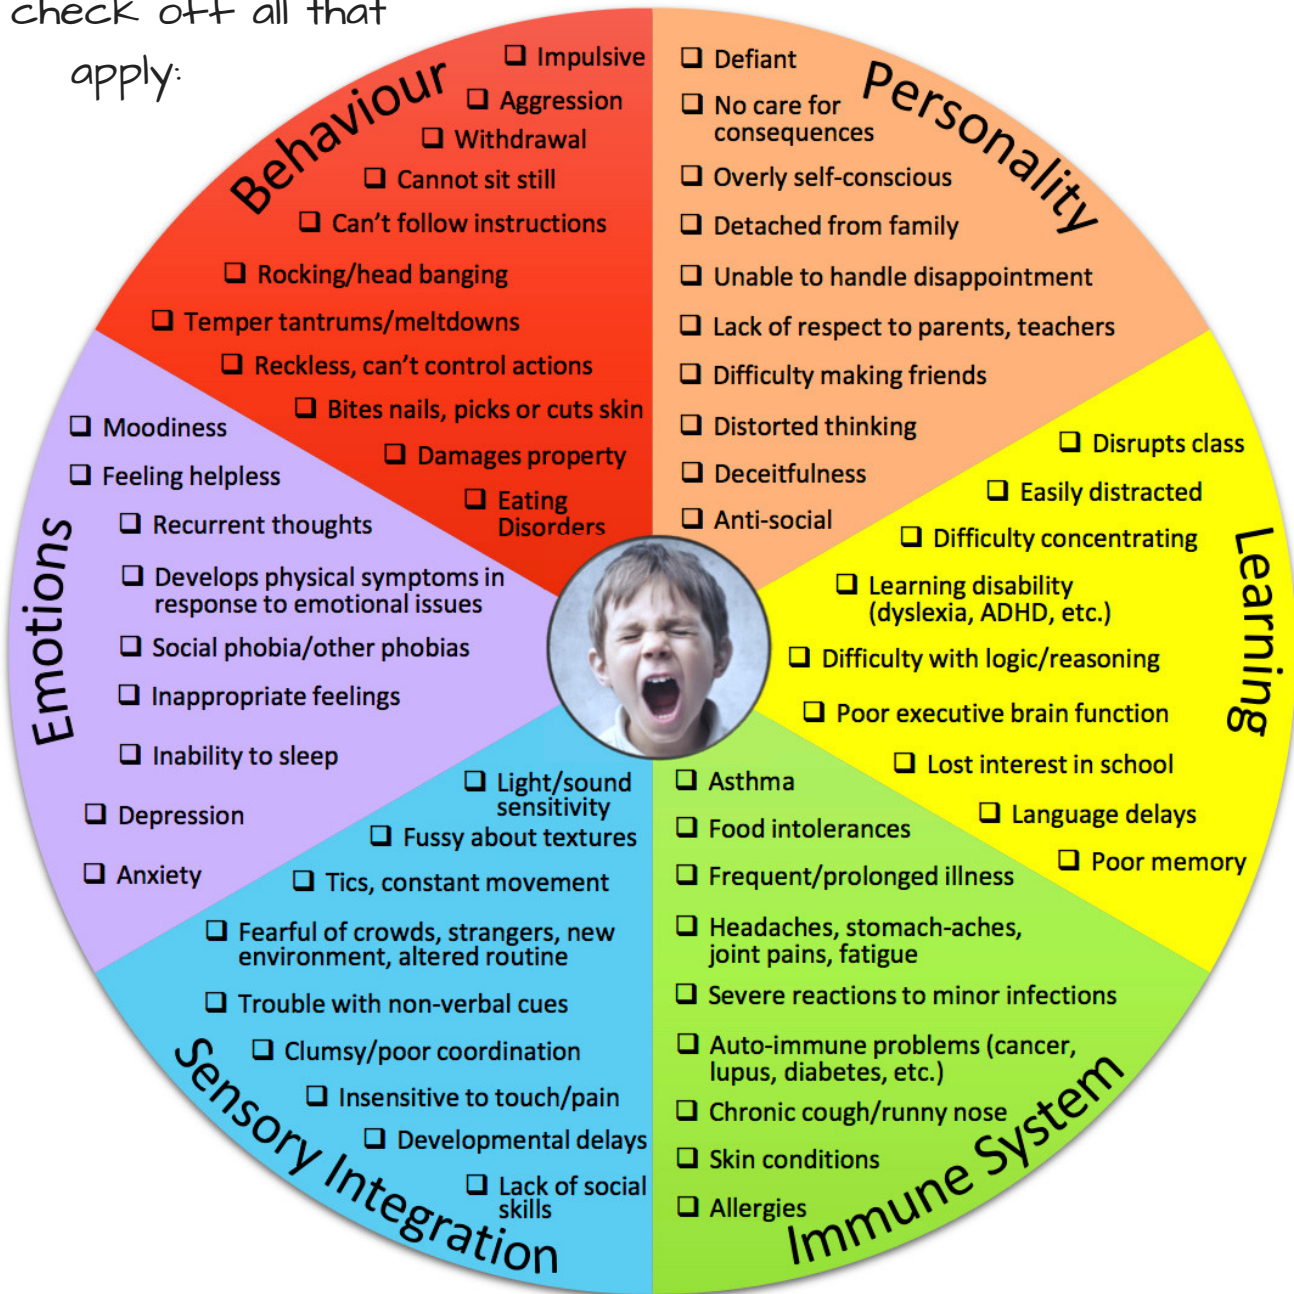 check off all that
apply:
Behaviour
❑ Impulsive
❑ Aggression
❑ Withdrawal
❑ Cannot sit still
❑ Can’t follow instructions
❑ Rocking/head banging
❑ Temper tantrums/meltdowns
❑ Reckless, can’t control actions
❑ Bites nails, picks or cuts skin
❑ Damages property
❑ Eating
Disorders
Personality
❑ Defiant
❑ No care for
consequences
❑ Overly self-conscious
❑ Detached from family
❑ Unable to handle disappointment
❑ Lack of respect to parents, teachers
❑ Difficulty making friends
❑ Distorted thinking
❑ Deceitfulness
❑ Anti-social
Learning
❑ Disrupts class
❑ Easily distracted
❑ Difficulty concentrating
❑ Learning disability
(dyslexia, ADHD, etc.)
❑ Difficulty with logic/reasoning
❑ Poor executive brain function
❑ Lost interest in school
❑ Language delays
❑ Poor memory
Immune System
❑ Asthma
❑ Food intolerances
❑ Frequent/prolonged illness
❑ Headaches, stomach-aches,
joint pains, fatigue
❑ Severe reactions to minor infections
❑ Auto-immune problems (cancer,
lupus, diabetes, etc.)
❑ Chronic cough/runny nose
❑ Skin conditions
❑ Allergies
Sensory Integration
❑ Light/sound
sensitivity
❑ Fussy about textures
❑ Tics, constant movement
❑ Fearful of crowds, strangers, new
environment, altered routine
❑ Trouble with non-verbal cues
❑ Clumsy/poor coordination
❑ Insensitive to touch/pain
❑ Developmental delays
❑ Lack of social
skills
Emotions
❑ Moodiness
❑ Feeling helpless
❑ Recurrent thoughts
❑ Develops physical symptoms in
response to emotional issues
❑ Social phobia/other phobias
❑ Inappropriate feelings
❑ Inability to sleep
❑ Depression
❑ Anxiety